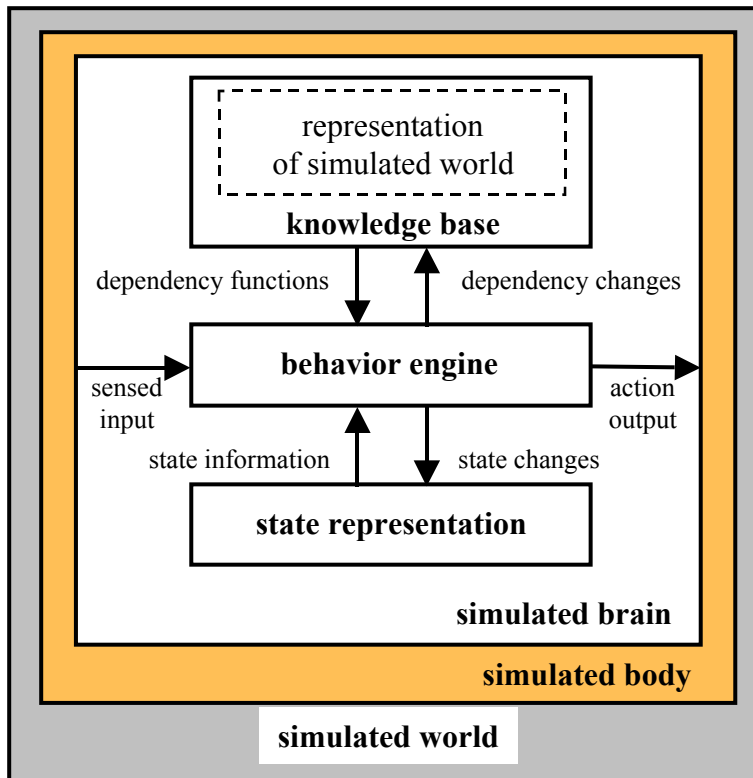 representation
of simulated world
knowledge base
dependency functions
dependency changes
behavior engine
sensed
input
action
output
state information
state changes
state representation
simulated brain
simulated body
simulated world